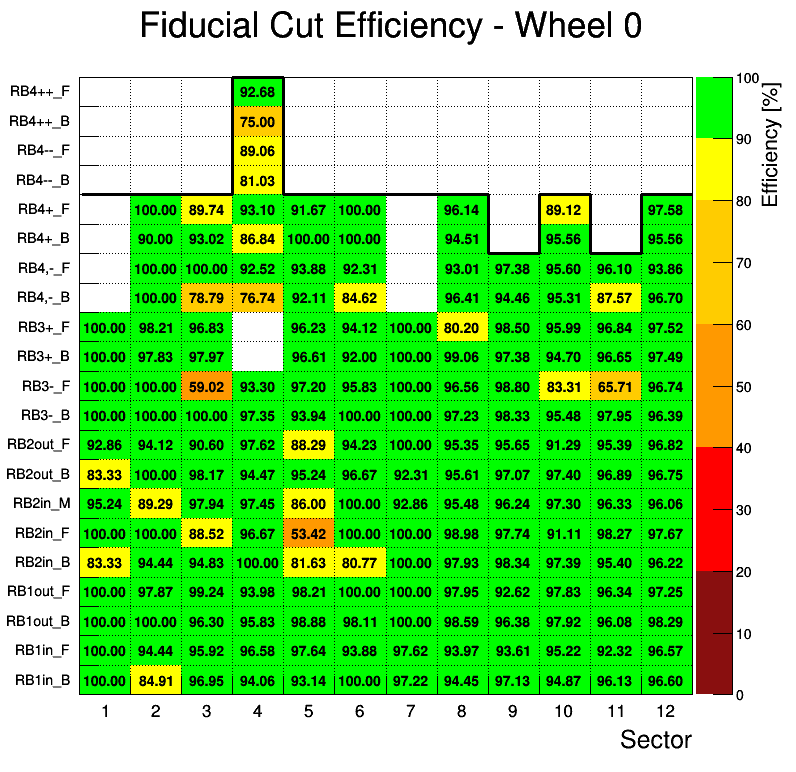 Fiducial Cut Efficiency - Wheel 0
RB4++_F 92.68
RB4++_B 75.00
RB4--_F 89.06
RB4--_B 81.03
RB4+_F 100.00 89.74 93.10 91.67 100.00 96.14 89.12 97.58
RB4+_B 90.00 93.02 86.84 100.00 100.00 94.51 95.56 95.56
RB4,-_F 100.00 100.00 92.52 93.88 92.31 93.01 97.38 95.60 96.10 93.86
RB4,-_B 100.00 78.79 76.74 92.11 84.62 96.41 94.46 95.31 87.57 96.70
RB3+_F 100.00 98.21 96.83 96.23 94.12 100.00 80.20 98.50 95.99 96.84 97.52
RB3+_B 100.00 97.83 97.97 96.61 92.00 100.00 99.06 97.38 94.70 96.65 97.49
RB3-_F 100.00 100.00 59.02 93.30 97.20 95.83 100.00 96.56 98.80 83.31 65.71 96.74
RB3-_B 100.00 100.00 100.00 97.35 93.94 100.00 100.00 97.23 98.33 95.48 97.95 96.39
RB2out_F 92.86 94.12 90.60 97.62 88.29 94.23 100.00 95.35 95.65 91.29 95.39 96.82
RB2out_B 83.33 100.00 98.17 94.47 95.24 96.67 92.31 95.61 97.07 97.40 96.89 96.75
RB2in_M 95.24 89.29 97.94 97.45 86.00 100.00 92.86 95.48 96.24 97.30 96.33 96.06
RB2in_F 100.00 100.00 88.52 96.67 53.42 100.00 100.00 98.98 97.74 91.11 98.27 97.67
RB2in_B 83.33 94.44 94.83 100.00 81.63 80.77 100.00 97.93 98.34 97.39 95.40 96.22
RB1out_F 100.00 97.87 99.24 93.98 98.21 100.00 100.00 97.95 92.62 97.83 96.34 97.25
RB1out_B 100.00 100.00 96.30 95.83 98.88 98.11 100.00 98.59 96.38 97.92 96.08 98.29
RB1in_F 100.00 94.44 95.92 96.58 97.64 93.88 97.62 93.97 93.61 95.22 92.32 96.57
RB1in_B 100.00 84.91 96.95 94.06 93.14 100.00 97.22 94.45 97.13 94.87 96.13 96.60
1 2 3 4 5 6 7 8 9 10 11 12
Sector
100
90
80
70
60
50
40
30
20
10
0
Efficiency [%]